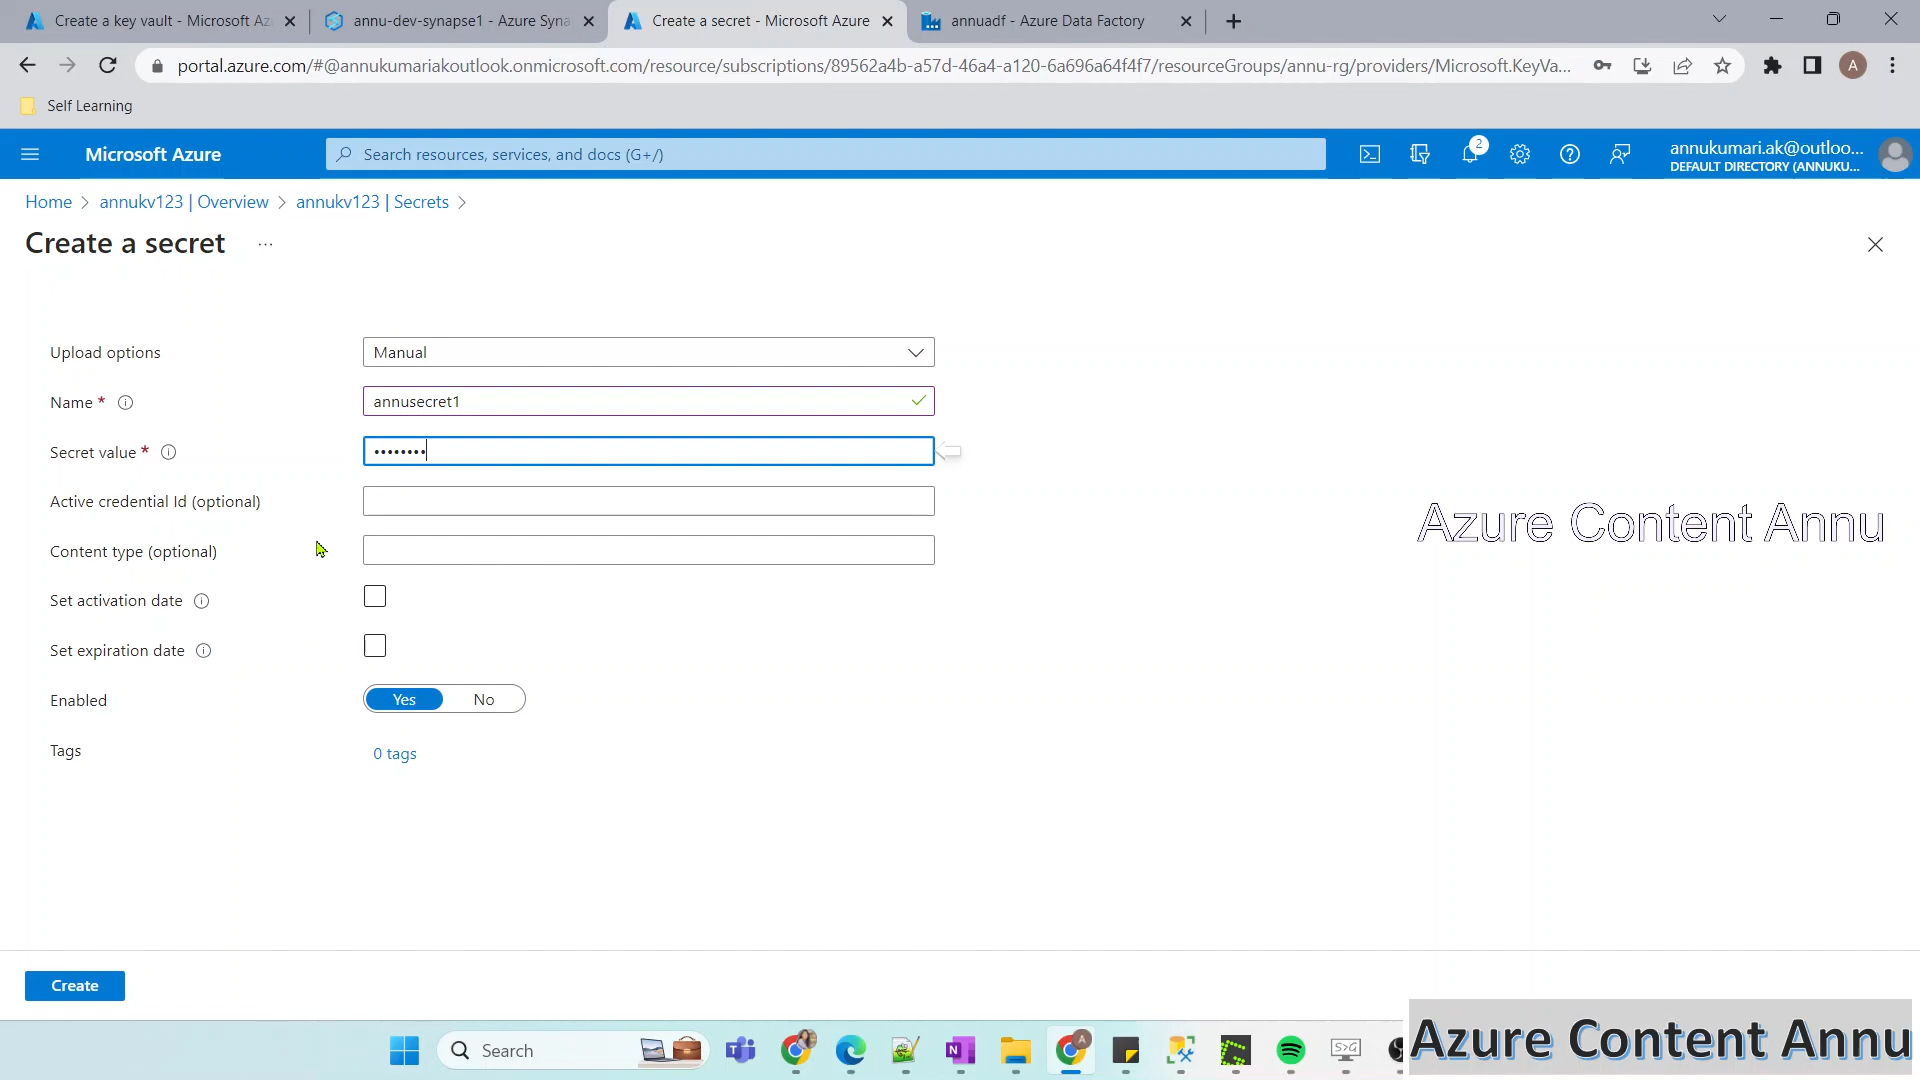 Create a key vault - Microsoft Az
annu-dev-synapse1 - Azure Syna
Create a secret - Microsoft Azure
annuadf - Azure Data Factory
portal.azure.com/#@annukumariakoutlook.onmicrosoft.com/resource/subscriptions/89562a4b-a57d-46a4-a120-6a696a64f4f7/resourceGroups/annu-rg/providers/Microsoft.KeyVa...
A
Self Learning
Microsoft Azure
Search resources, services, and docs (G+/)
2
annukumari.ak@outloo...
DEFAULT DIRECTORY (ANNUKU...
Home > annukv123 | Overview > annukv123 | Secrets >
Create a secret ...
Upload options
Manual
Name *
annusecret1
Secret value *
••••••••
Active credential Id (optional)
Content type (optional)
Set activation date
Set expiration date
Enabled
Yes No
Tags
0 tags
Azure Content Annu
Create
Search
Azure Content Annu